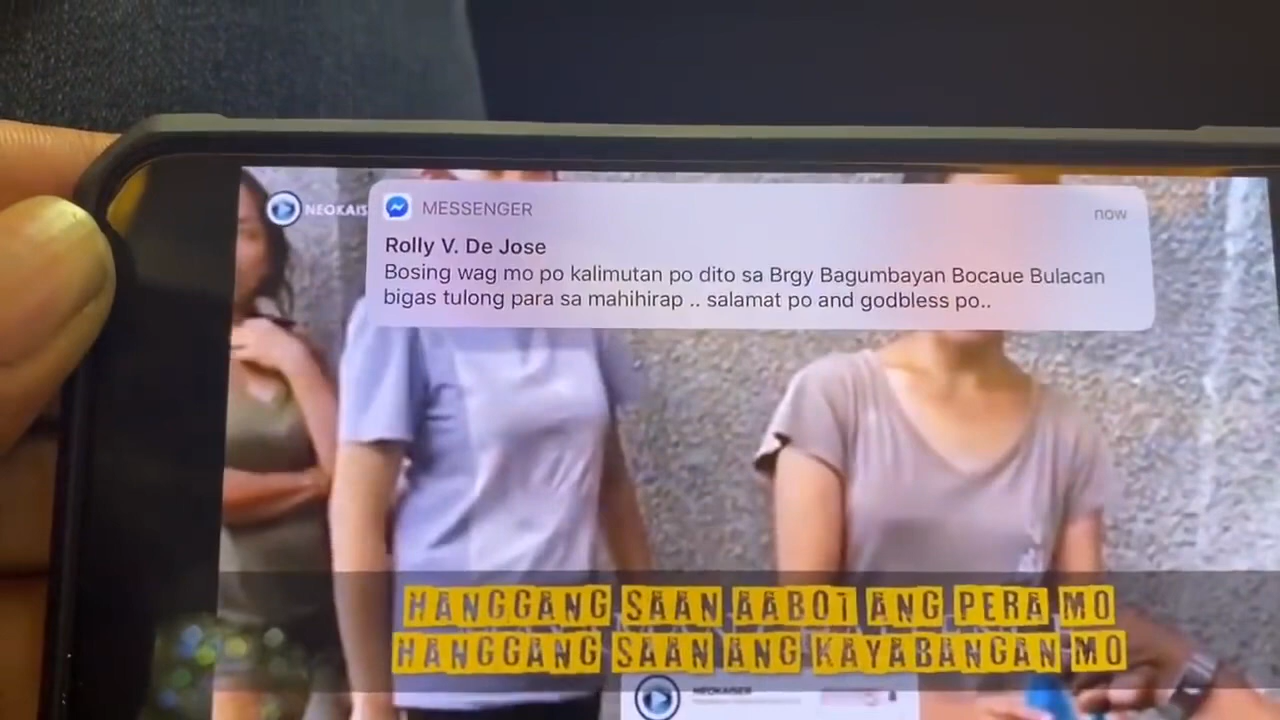 NEOKAIS
MESSENGER
now
Rolly V. De Jose
Bosing wag mo po kalimutan po dito sa Brgy Bagumbayan Bocaue Bulacan
bigas tulong para sa mahihirap .. salamat po and godbless po..
HANGGANG SAAN AABOT ANG PERA MO
HANGGANG SAAN ANG KAYABANGAN MO
NEOKAISER